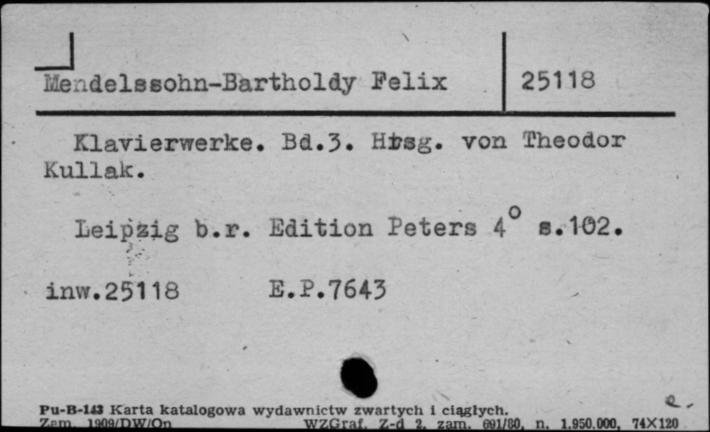 Mendelssohn-Bartholdy Felix 25118
Klavierwerke. Bd.3. Hrsg. von Theodor
Kullak.
Leipzig b.r. Edition Peters 4° s.102.
inw.25118 E.P.7643
Pu-B-143 Karta katalogowa wydawnictw zwartych i ciągłych.
Zam. 1909/DW/On WZGraf. Z-d 2. zam. 691/80, n. 1.950.000, 74X120